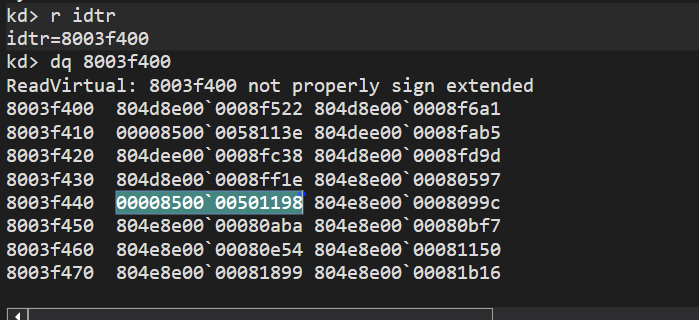 kd> r idtr
idtr=8003f400
kd> dq 8003f400
ReadVirtual: 8003f400 not properly sign extended
8003f400  804d8e00`0008f522 804d8e00`0008f6a1
8003f410  00008500`0058113e 804dee00`0008fab5
8003f420  804dee00`0008fc38 804d8e00`0008fd9d
8003f430  804d8e00`0008ff1e 804e8e00`00080597
8003f440  00008500`00501198 804e8e00`0008099c
8003f450  804e8e00`00080aba 804e8e00`00080bf7
8003f460  804e8e00`00080e54 804e8e00`00081150
8003f470  804e8e00`00081899 804e8e00`00081b16